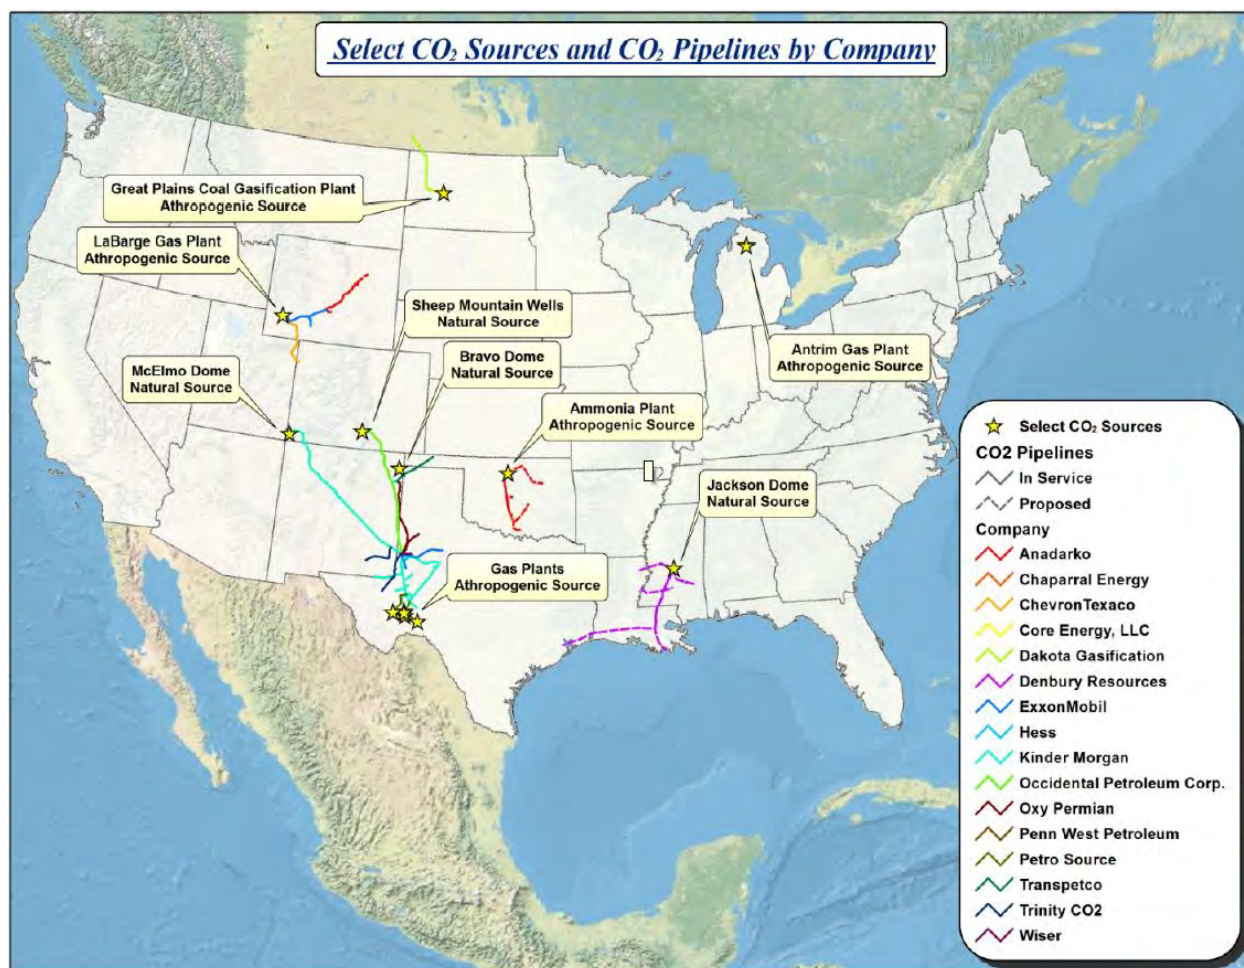 Select CO₂ Sources and CO₂ Pipelines by Company
Great Plains Coal Gasification Plant
Athropogenic Source
LaBarge Gas Plant
Athropogenic Source
Sheep Mountain Wells
Natural Source
McElmo Dome
Natural Source
Bravo Dome
Natural Source
Antrim Gas Plant
Athropogenic Source
Ammonia Plant
Athropogenic Source
Jackson Dome
Natural Source
Gas Plants
Athropogenic Source
Select CO₂ Sources
CO2 Pipelines
In Service
Proposed
Company
Anadarko
Chaparral Energy
ChevronTexaco
Core Energy, LLC
Dakota Gasification
Denbury Resources
ExxonMobil
Hess
Kinder Morgan
Occidental Petroleum Corp.
Oxy Permian
Penn West Petroleum
Petro Source
Transpetco
Trinity CO2
Wiser